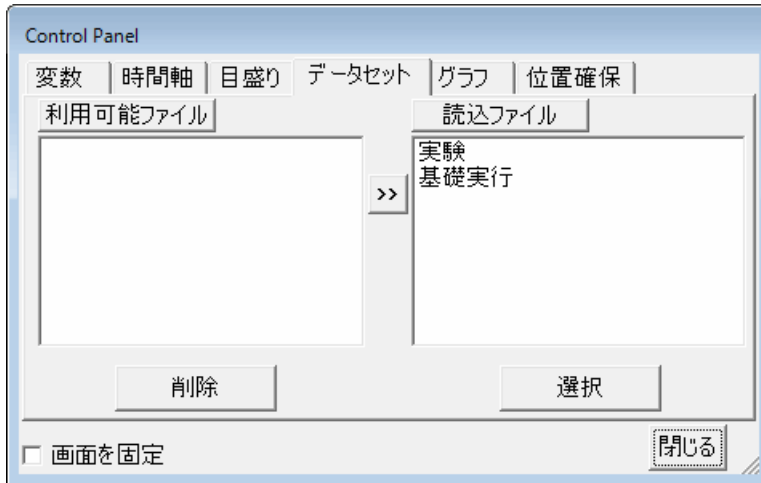 Control Panel
変数 時間軸 目盛り データセット グラフ 位置確保
利用可能ファイル 読込ファイル
実験
基礎実行
>>
削除 選択
画面を固定 閉じる